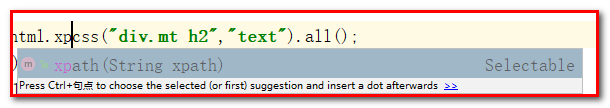 html.xpcss("div.mt h2","text").all();
m xpath(String xpath) Selectable
Press Ctrl+句点 to choose the selected (or first) suggestion and insert a dot afterwards >>